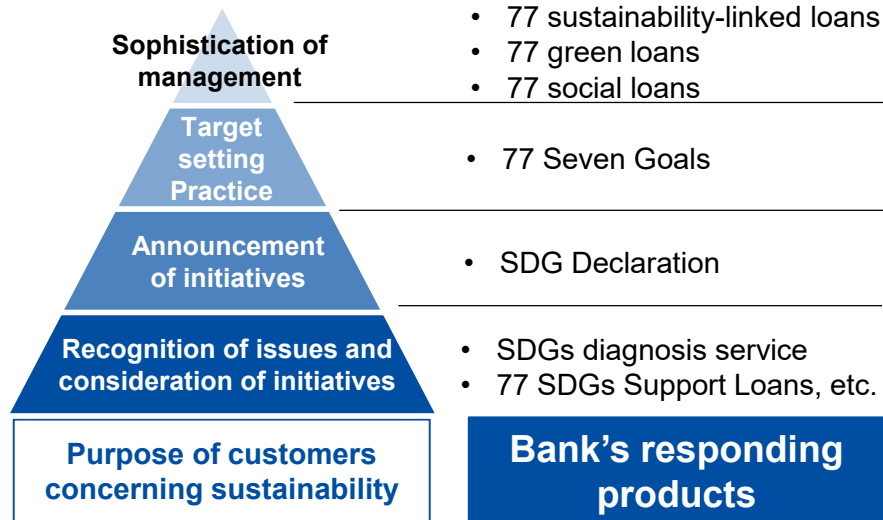 Sophistication of
management
• 77 sustainability-linked loans
• 77 green loans
• 77 social loans
Target
setting
Practice
• 77 Seven Goals
Announcement
of initiatives
• SDG Declaration
Recognition of issues and
consideration of initiatives
• SDGs diagnosis service
• 77 SDGs Support Loans, etc.
Purpose of customers
concerning sustainability
Bank’s responding
products